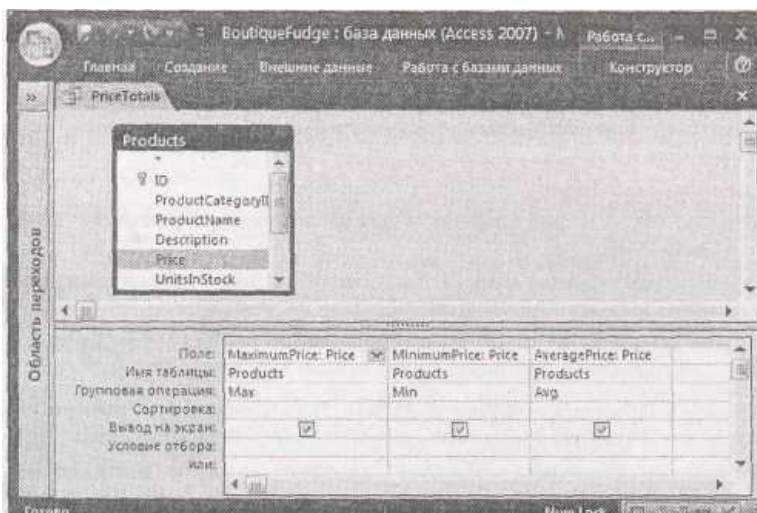 BoutiqueFudge : база данных (Access 2007) - М
Работа с...
Главная Создание Внешние данные Работа с базами данных Конструктор
PriceTotals
Products
ID
ProductCategoryI
ProductName
Description
Price
UnitsInStock
Область переходов
Поле: MaximumPrice: Price MinimumPrice: Price AveragePrice: Price
Имя таблицы: Products Products Products
Групповая операция: Max Min Avg
Сортировка:
Вывод на экран:
Условие отбора:
или:
Готово Num Lock